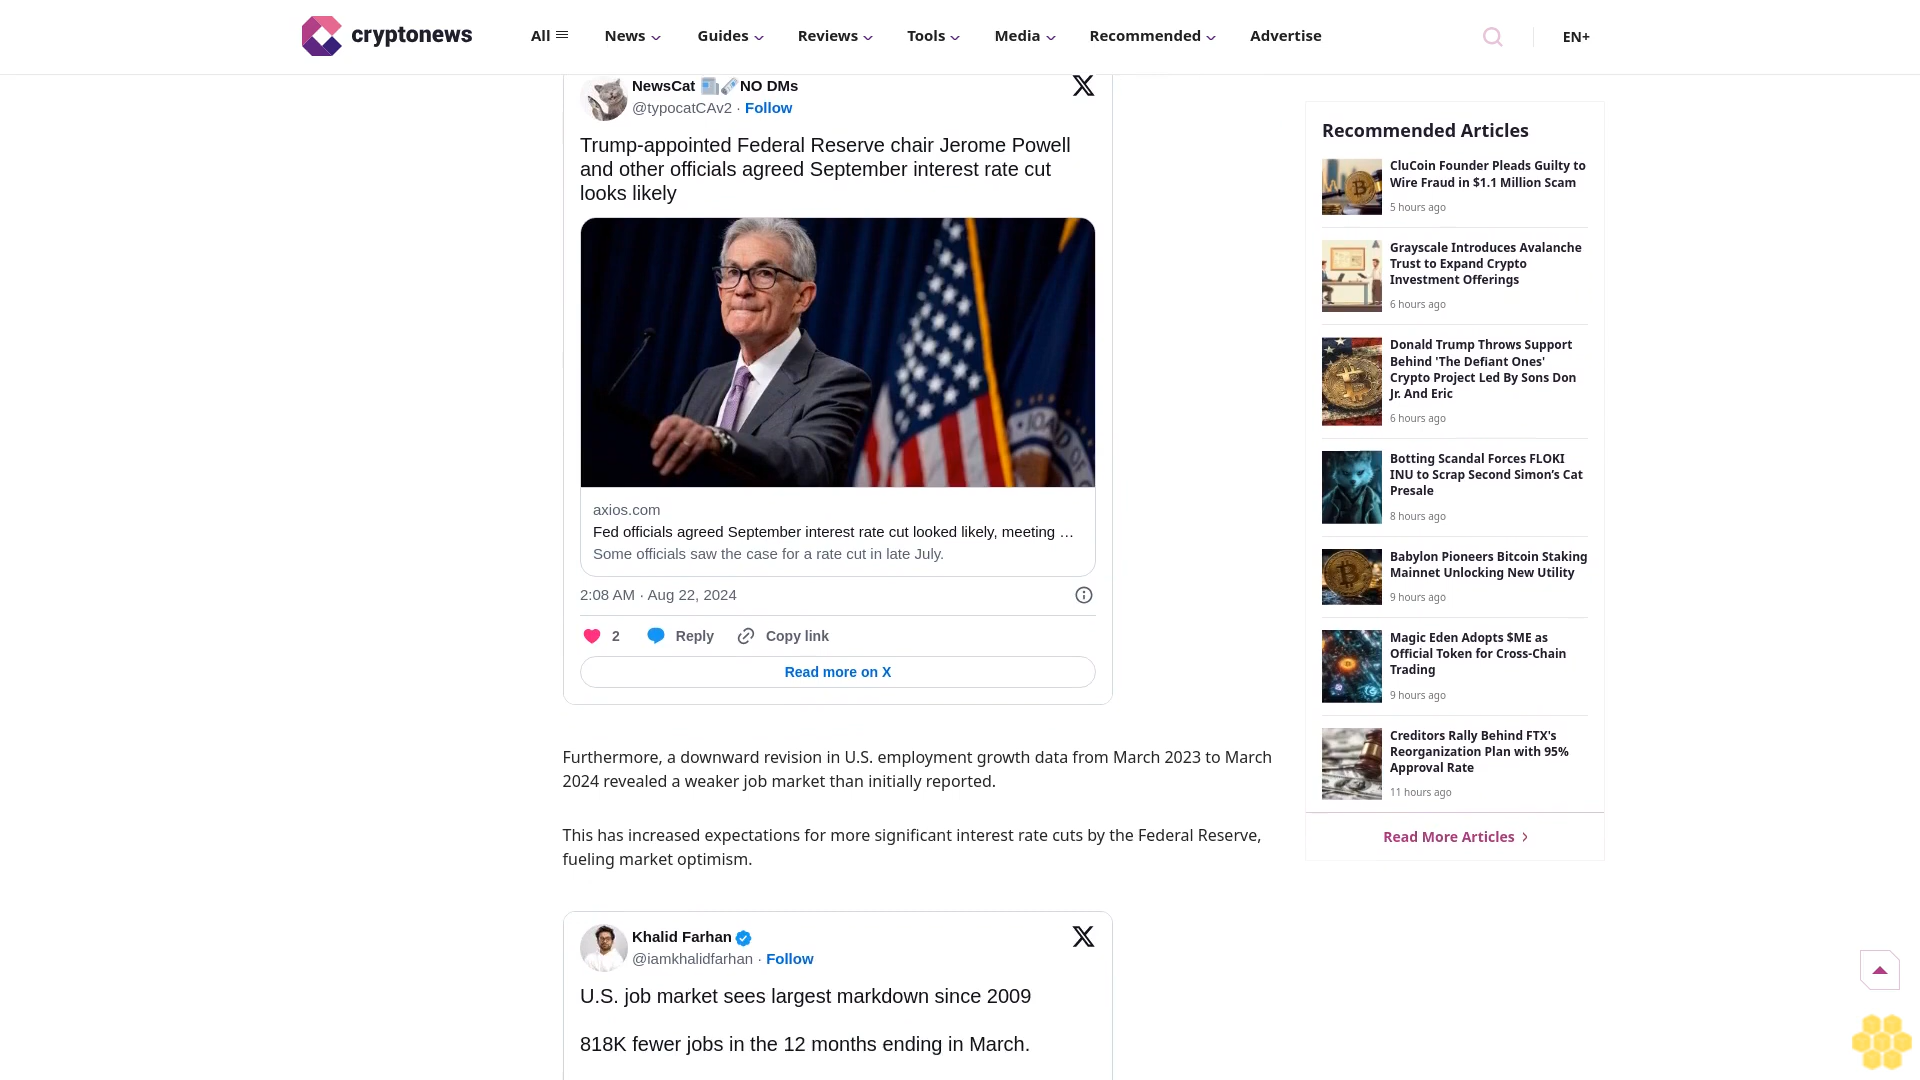 cryptonews
All
News
Guides
Reviews
Tools
Media
Recommended
Advertise
EN+
NewsCat 📰🗞️NO DMs
@typocatCAv2 · Follow
Trump-appointed Federal Reserve chair Jerome Powell
and other officials agreed September interest rate cut
looks likely
axios.com
Fed officials agreed September interest rate cut looked likely, meeting …
Some officials saw the case for a rate cut in late July.
2:08 AM · Aug 22, 2024
2
Reply
Copy link
Read more on X
Furthermore, a downward revision in U.S. employment growth data from March 2023 to March
2024 revealed a weaker job market than initially reported.
This has increased expectations for more significant interest rate cuts by the Federal Reserve,
fueling market optimism.
Khalid Farhan
@iamkhalidfarhan · Follow
U.S. job market sees largest markdown since 2009
818K fewer jobs in the 12 months ending in March.
Recommended Articles
CluCoin Founder Pleads Guilty to
Wire Fraud in $1.1 Million Scam
5 hours ago
Grayscale Introduces Avalanche
Trust to Expand Crypto
Investment Offerings
6 hours ago
Donald Trump Throws Support
Behind 'The Defiant Ones'
Crypto Project Led By Sons Don
Jr. And Eric
6 hours ago
Botting Scandal Forces FLOKI
INU to Scrap Second Simon’s Cat
Presale
8 hours ago
Babylon Pioneers Bitcoin Staking
Mainnet Unlocking New Utility
9 hours ago
Magic Eden Adopts $ME as
Official Token for Cross-Chain
Trading
9 hours ago
Creditors Rally Behind FTX's
Reorganization Plan with 95%
Approval Rate
11 hours ago
Read More Articles